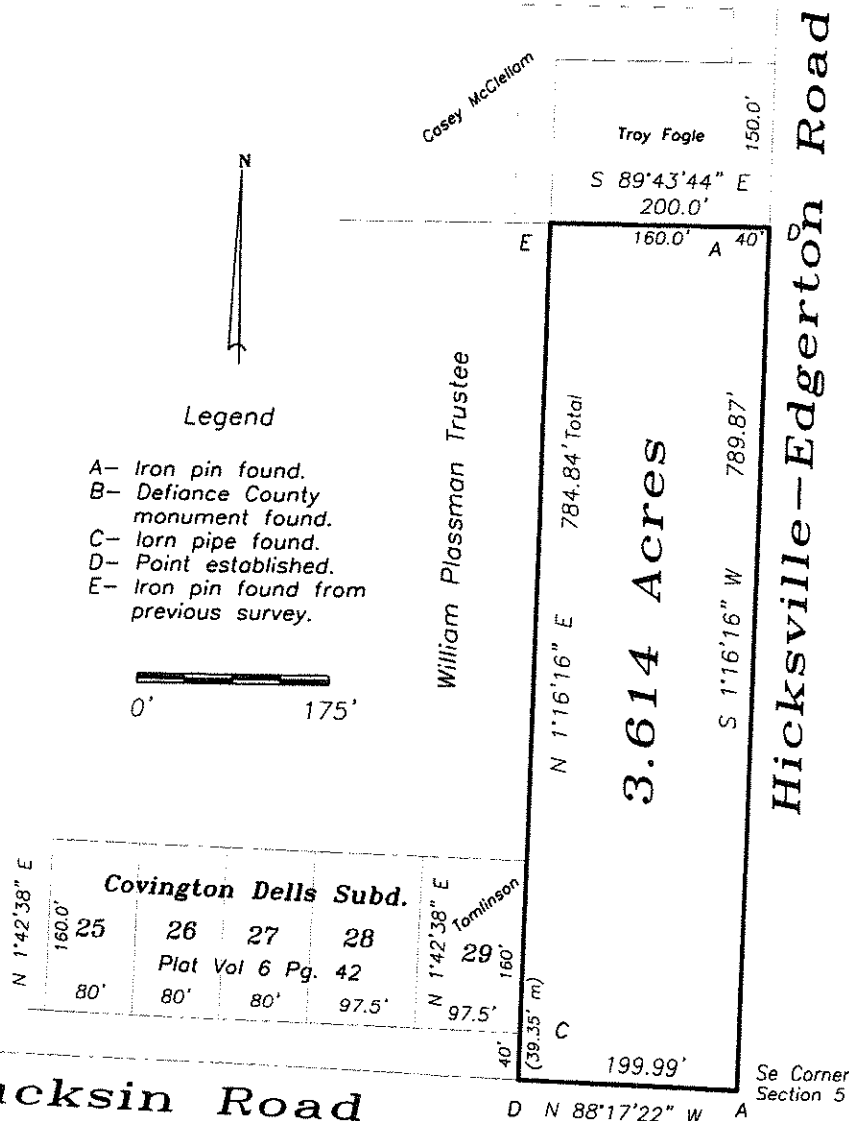 Casey McClellam
Troy Fogle
150.0'
S 89°43'44" E
200.0'
160.0'
40'
E
A
D
Hicksville-Edgerton Road
N
Legend
A- Iron pin found.
B- Defiance County
monument found.
C- Iorn pipe found.
D- Point established.
E- Iron pin found from
previous survey.
0' 175'
William Plassman Trustee
784.84' Total
N 1°16'16" E
3.614 Acres
789.87'
S 1°16'16" W
Covington Dells Subd.
N 1°42'38" E
160.0'
25 26 27 28
Plat Vol 6 Pg. 42
80' 80' 80' 97.5'
N 1°42'38" E
Tomlinson
29
160'
97.5'
40'
(39.35' m)
C
199.99'
Se Corner
Section 5
D N 88°17'22" W A
acksin Road